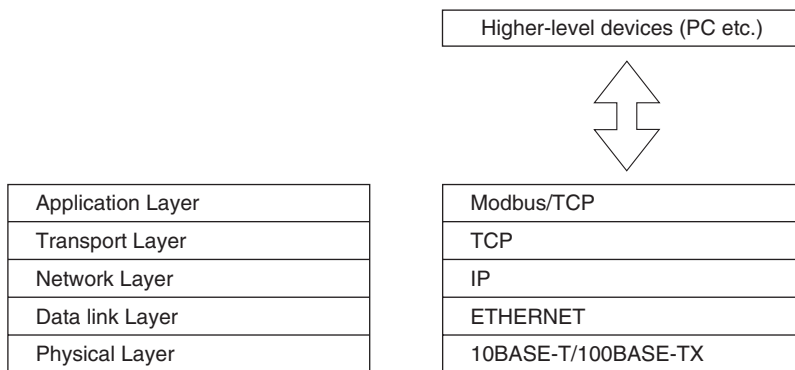 Higher-level devices (PC etc.)
Application Layer
Modbus/TCP
Transport Layer
TCP
Network Layer
IP
Data link Layer
ETHERNET
Physical Layer
10BASE-T/100BASE-TX